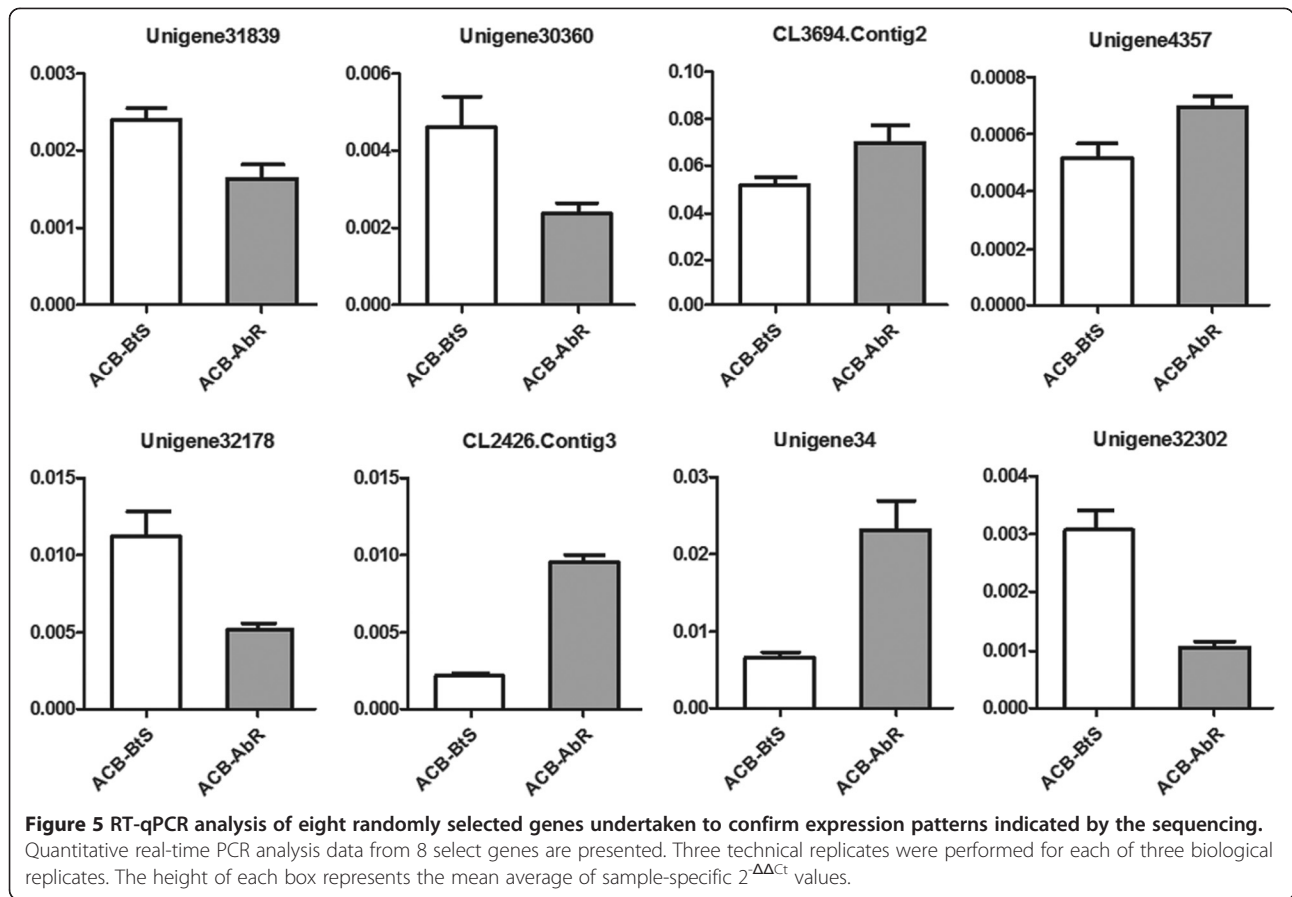 Unigene31839
0.003
0.002
0.001
0.000
ACB-BtS
ACB-AbR
Unigene30360
0.006
0.004
0.002
0.000
ACB-BtS
ACB-AbR
CL3694.Contig2
0.10
0.08
0.06
0.04
0.02
0.00
ACB-BtS
ACB-AbR
Unigene4357
0.0008
0.0006
0.0004
0.0002
0.0000
ACB-BtS
ACB-AbR
Unigene32178
0.015
0.010
0.005
0.000
ACB-BtS
ACB-AbR
CL2426.Contig3
0.015
0.010
0.005
0.000
ACB-BtS
ACB-AbR
Unigene34
0.03
0.02
0.01
0.00
ACB-BtS
ACB-AbR
Unigene32302
0.004
0.003
0.002
0.001
0.000
ACB-BtS
ACB-AbR
Figure 5 RT-qPCR analysis of eight randomly selected genes undertaken to confirm expression patterns indicated by the sequencing.
Quantitative real-time PCR analysis data from 8 select genes are presented. Three technical replicates were performed for each of three biological
replicates. The height of each box represents the mean average of sample-specific 2^-ΔΔCt values.